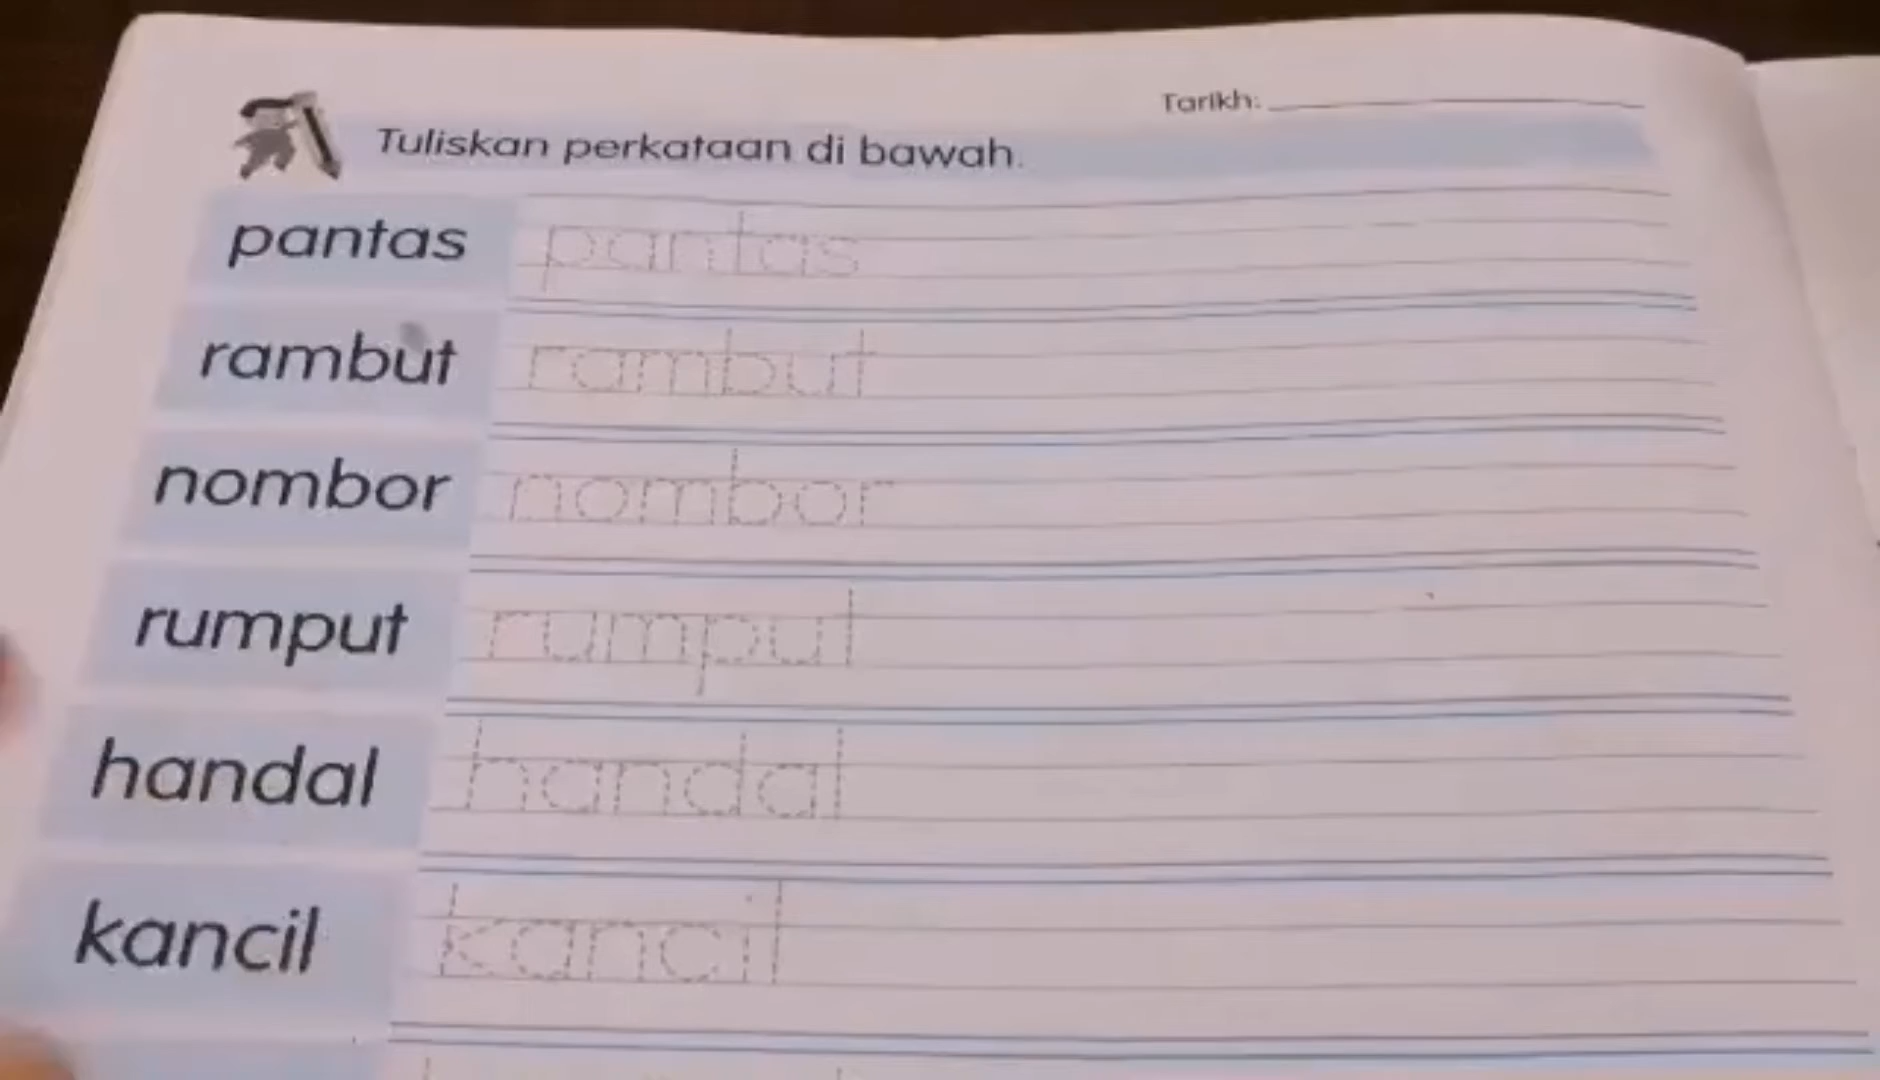 Tarikh:
Tuliskan perkataan di bawah.
pantas pantas
rambut rambut
nombor nombor
rumput rumput
handal handal
kancil kancil